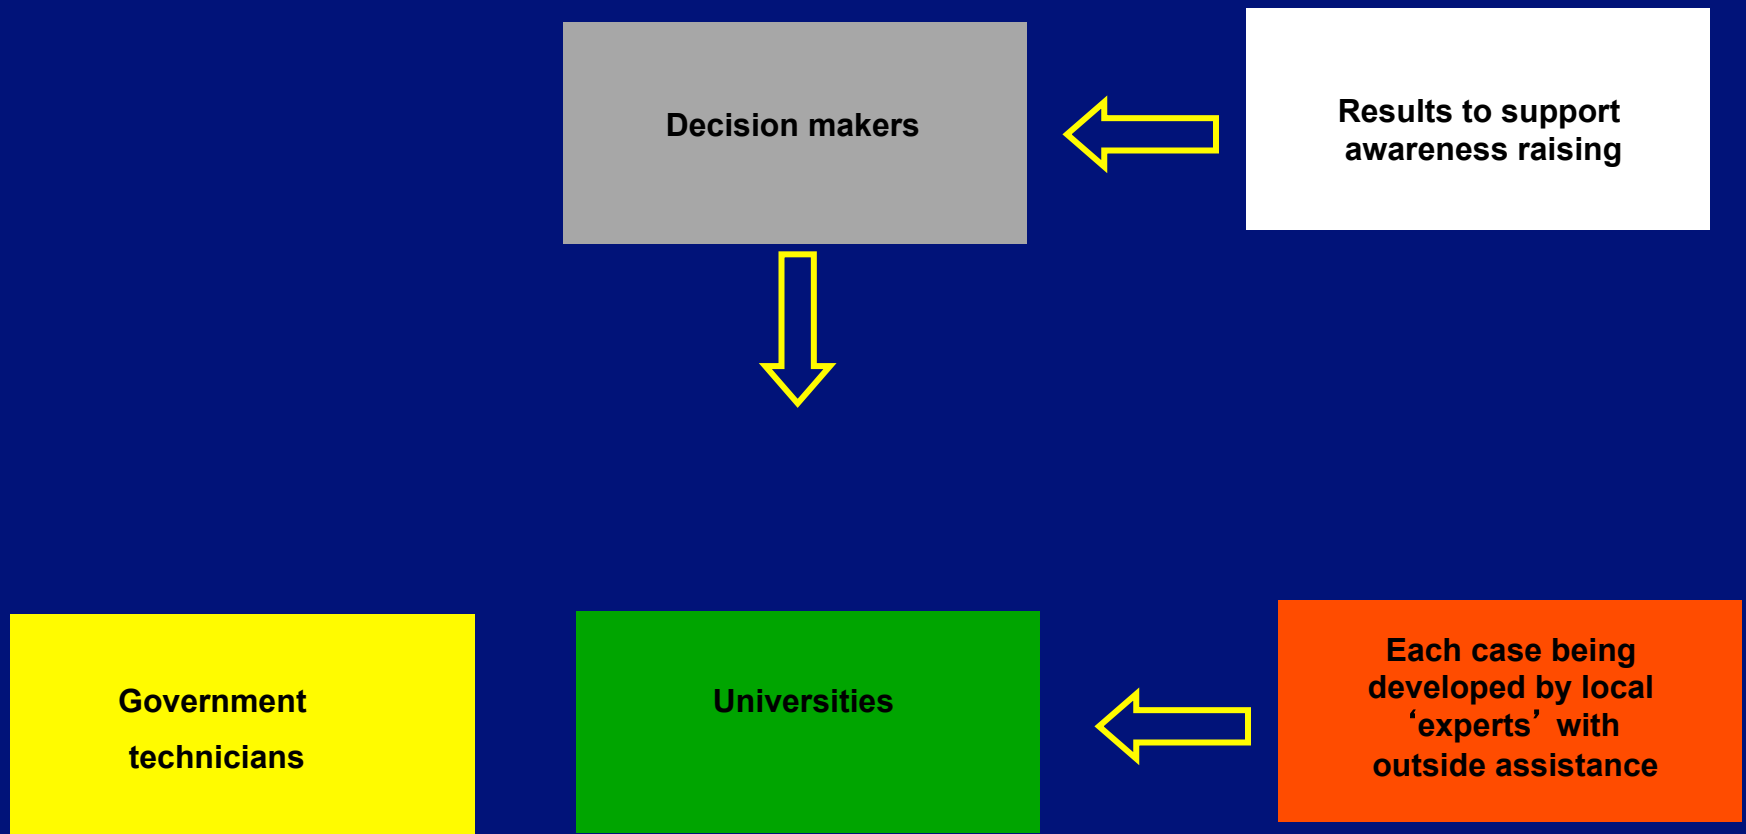 Decision makers
Results to support
awareness raising
Government
technicians
Universities
Each case being
developed by local
‘experts’ with
outside assistance